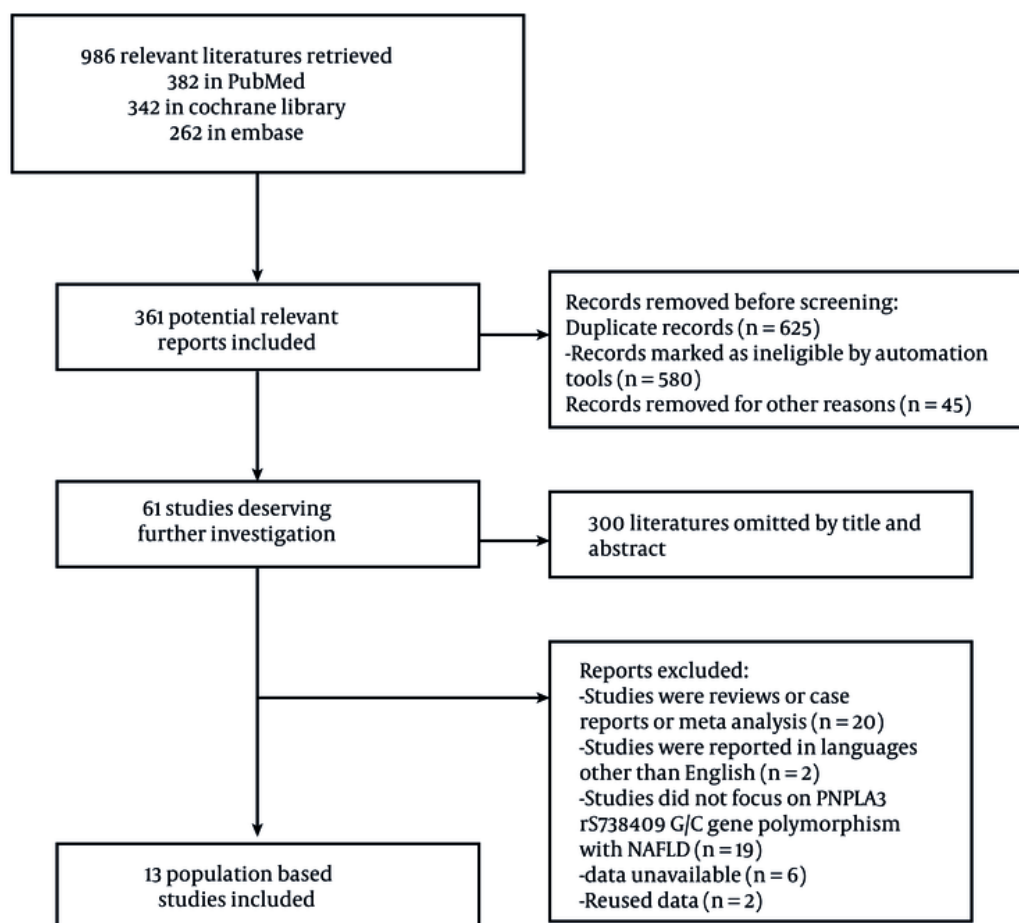 986 relevant literatures retrieved
382 in PubMed
342 in cochrane library
262 in embase
361 potential relevant
reports included
Records removed before screening:
Duplicate records (n = 625)
-Records marked as ineligible by automation
tools (n = 580)
Records removed for other reasons (n = 45)
61 studies deserving
further investigation
300 literatures omitted by title and
abstract
Reports excluded:
-Studies were reviews or case
reports or meta analysis (n = 20)
-Studies were reported in languages
other than English (n = 2)
-Studies did not focus on PNPLA3
rS738409 G/C gene polymorphism
with NAFLD (n = 19)
-data unavailable (n = 6)
-Reused data (n = 2)
13 population based
studies included